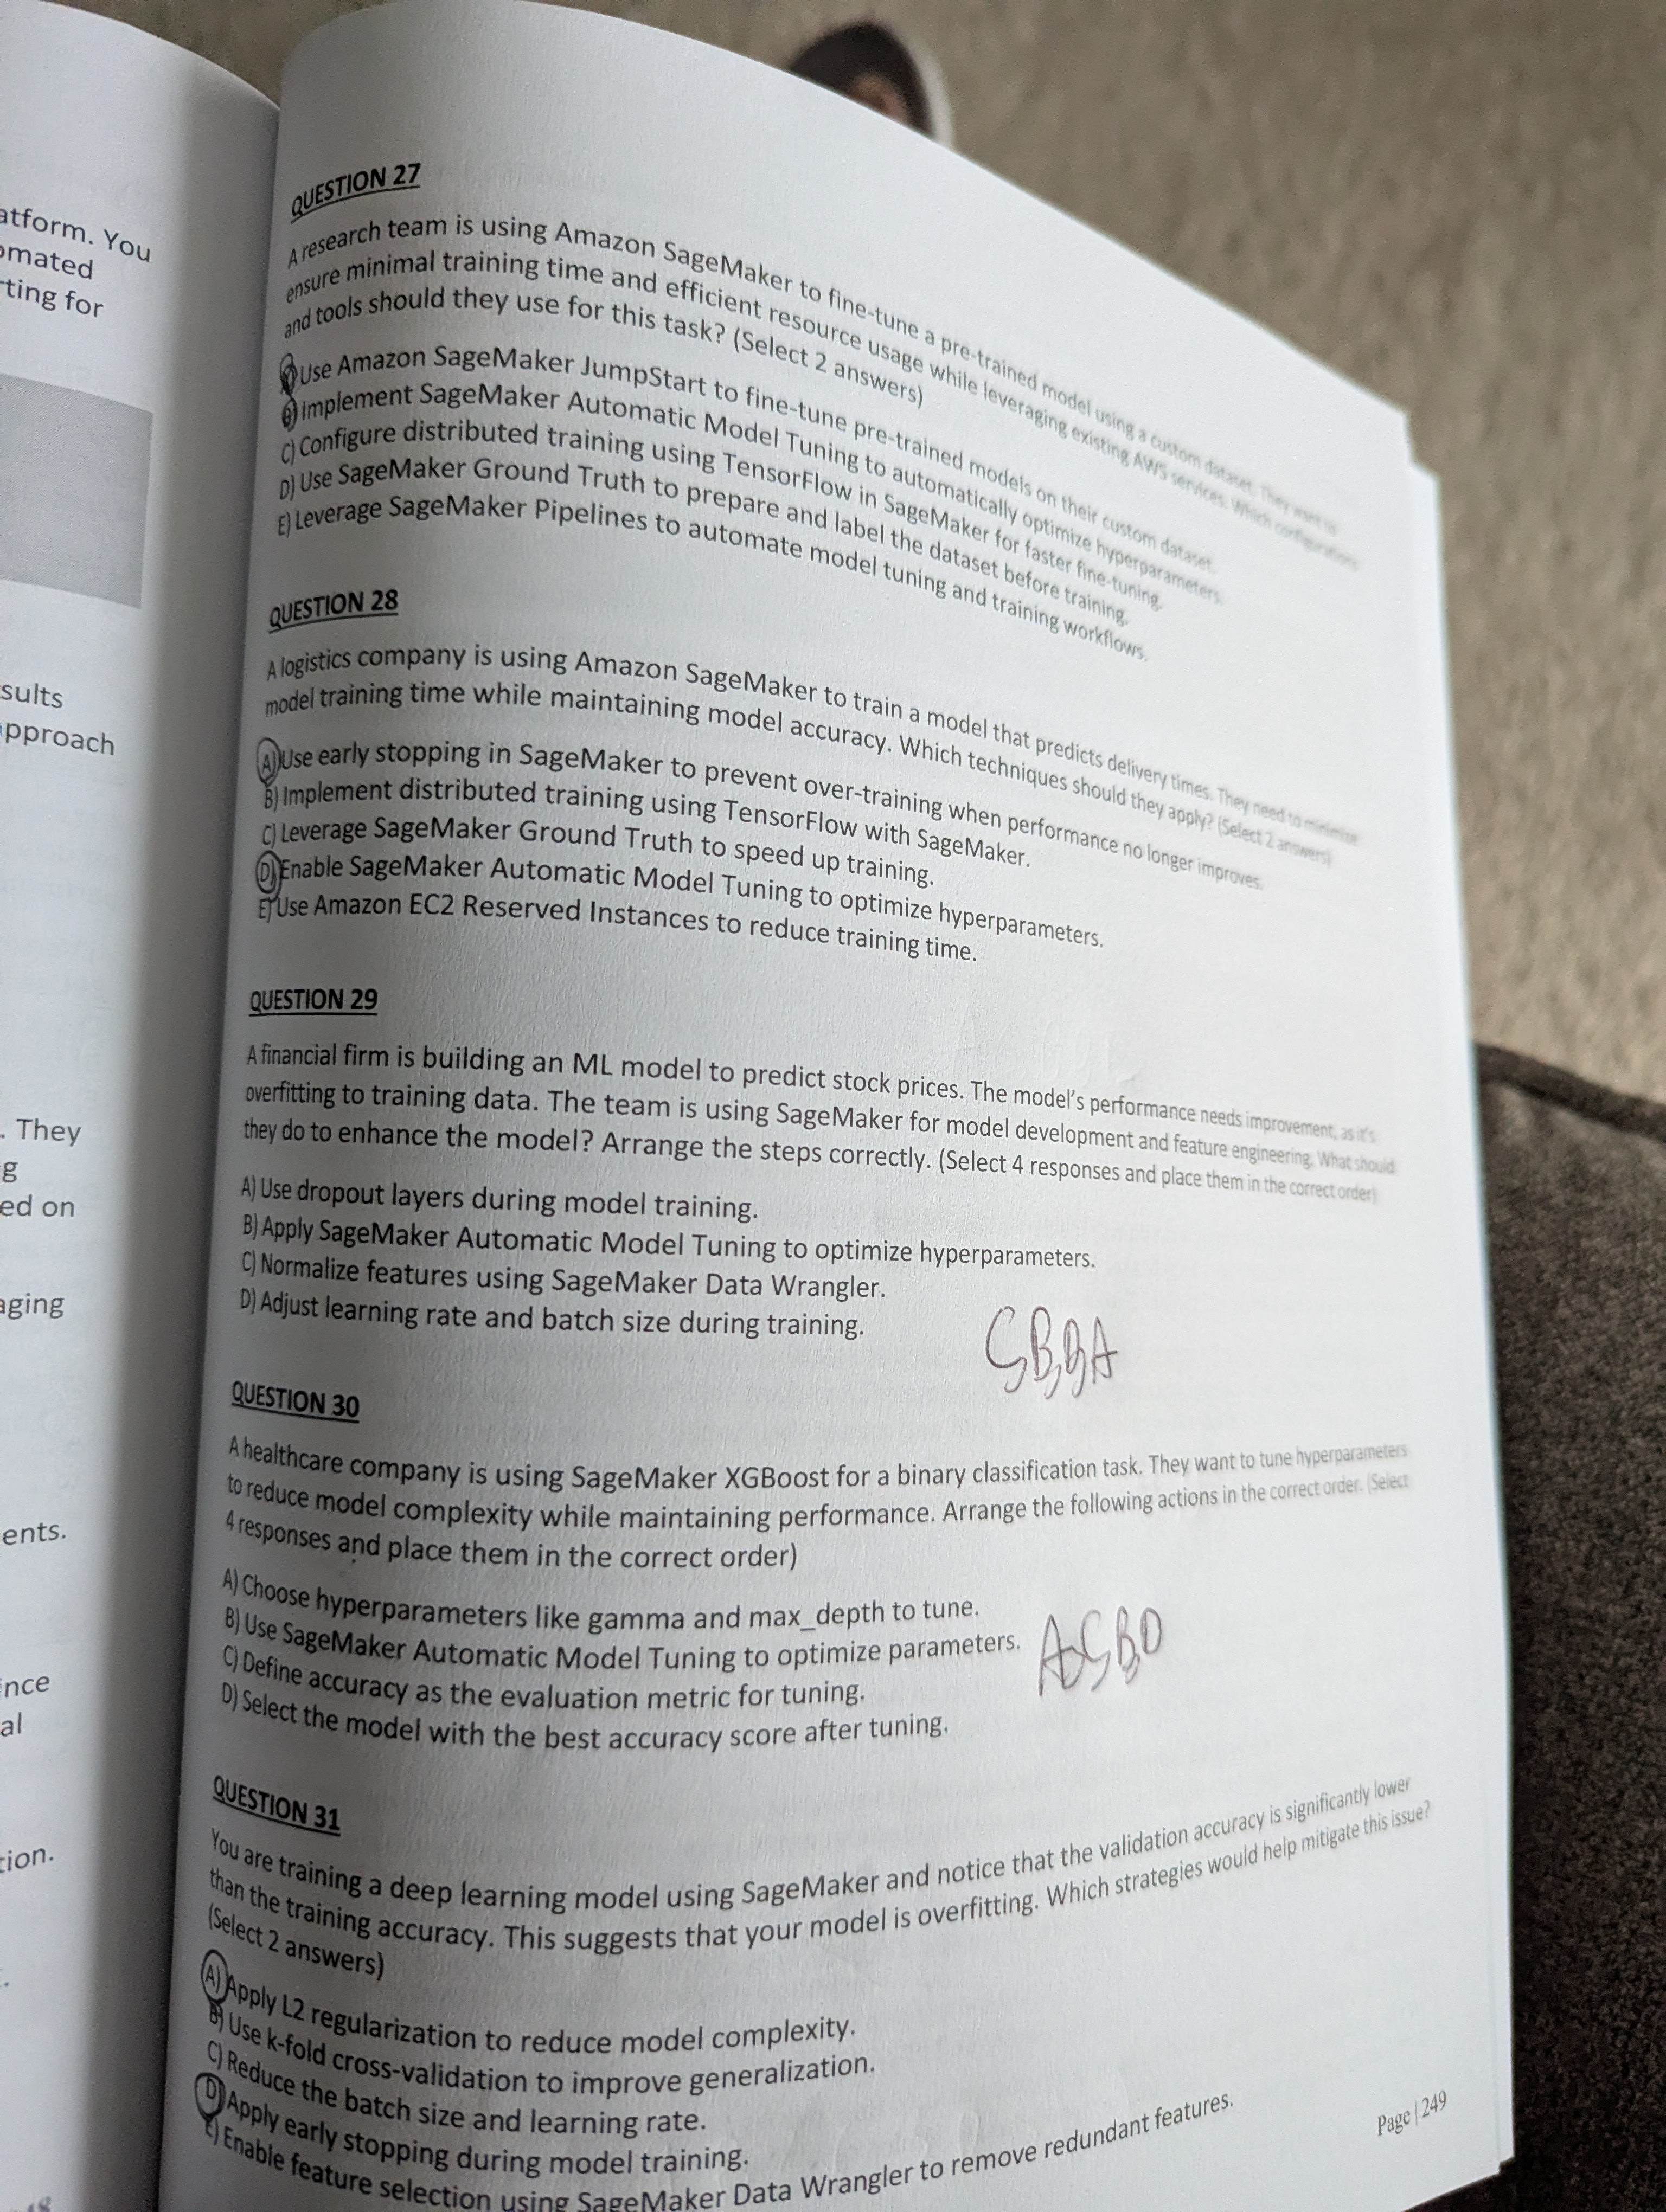 atform. You
omated
rting for
sults
pproach
. They
g
ed on
aging
ents.
ince
al
tion.
QUESTION 27
A research team is using Amazon SageMaker to fine-tune a pre-trained model using a custom dataset. They want to
ensure minimal training time and efficient resource usage while leveraging existing AWS services. Which configurations
and tools should they use for this task? (Select 2 answers)
Use Amazon SageMaker JumpStart to fine-tune pre-trained models on their custom dataset.
B) Implement SageMaker Automatic Model Tuning to automatically optimize hyperparameters.
C) Configure distributed training using TensorFlow in SageMaker for faster fine-tuning.
D) Use SageMaker Ground Truth to prepare and label the dataset before training.
E) Leverage SageMaker Pipelines to automate model tuning and training workflows.
QUESTION 28
A logistics company is using Amazon SageMaker to train a model that predicts delivery times. They need to minimize
model training time while maintaining model accuracy. Which techniques should they apply? (Select 2 answers)
A) Use early stopping in SageMaker to prevent over-training when performance no longer improves.
B) Implement distributed training using TensorFlow with SageMaker.
C) Leverage SageMaker Ground Truth to speed up training.
D) Enable SageMaker Automatic Model Tuning to optimize hyperparameters.
E) Use Amazon EC2 Reserved Instances to reduce training time.
QUESTION 29
A financial firm is building an ML model to predict stock prices. The model's performance needs improvement, as it's
overfitting to training data. The team is using SageMaker for model development and feature engineering. What should
they do to enhance the model? Arrange the steps correctly. (Select 4 responses and place them in the correct order)
A) Use dropout layers during model training.
B) Apply SageMaker Automatic Model Tuning to optimize hyperparameters.
C) Normalize features using SageMaker Data Wrangler.
D) Adjust learning rate and batch size during training.
QUESTION 30
A healthcare company is using SageMaker XGBoost for a binary classification task. They want to tune hyperparameters
to reduce model complexity while maintaining performance. Arrange the following actions in the correct order. (Select
4 responses and place them in the correct order)
A) Choose hyperparameters like gamma and max_depth to tune.
B) Use SageMaker Automatic Model Tuning to optimize parameters.
C) Define accuracy as the evaluation metric for tuning.
D) Select the model with the best accuracy score after tuning.
A,C,B,D
QUESTION 31
You are training a deep learning model using SageMaker and notice that the validation accuracy is significantly lower
than the training accuracy. This suggests that your model is overfitting. Which strategies would help mitigate this issue?
(Select 2 answers)
A) Apply L2 regularization to reduce model complexity.
B) Use k-fold cross-validation to improve generalization.
C) Reduce the batch size and learning rate.
D) Apply early stopping during model training.
E) Enable feature selection using SageMaker Data Wrangler to remove redundant features.
Page | 249